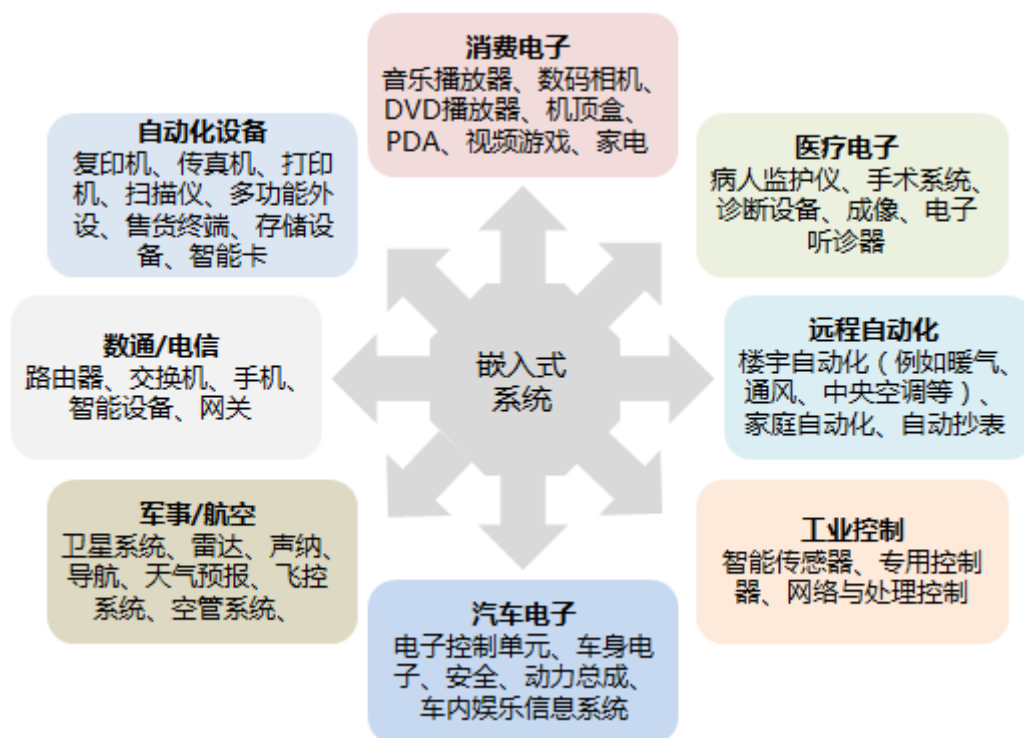 消费电子
音乐播放器、数码相机、
DVD播放器、机顶盒、
PDA、视频游戏、家电
自动化设备
复印机、传真机、打印
机、扫描仪、多功能外
设、售货终端、存储设
备、智能卡
医疗电子
病人监护仪、手术系统、
诊断设备、成像、电子
听诊器
数通/电信
路由器、交换机、手机、
智能设备、网关
嵌入式
系统
远程自动化
楼宇自动化（例如暖气、
通风、中央空调等）、
家庭自动化、自动抄表
军事/航空
卫星系统、雷达、声纳、
导航、天气预报、飞控
系统、空管系统、
工业控制
智能传感器、专用控制
器、网络与处理控制
汽车电子
电子控制单元、车身电
子、安全、动力总成、
车内娱乐信息系统